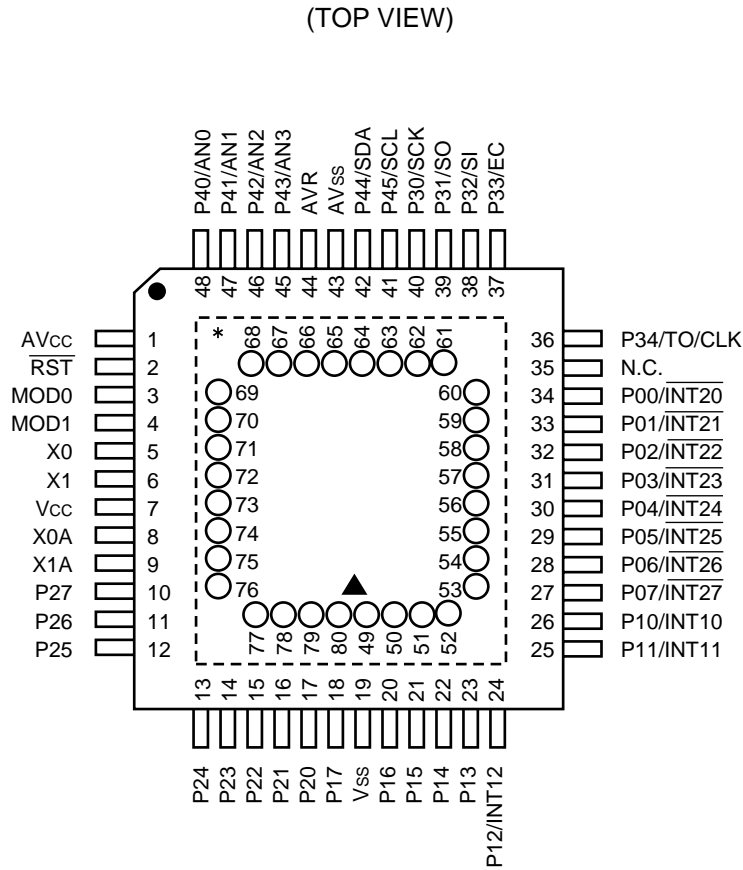 (TOP VIEW)
P40/AN0
P41/AN1
P42/AN2
P43/AN3
AVR
AVss
P44/SDA
P45/SCL
P30/SCK
P31/SO
P32/SI
P33/EC
48 47 46 45 44 43 42 41 40 39 38 37
AVcc 1
RST 2
MOD0 3
MOD1 4
X0 5
X1 6
Vcc 7
X0A 8
X1A 9
P27 10
P26 11
P25 12
*
68 67 66 65 64 63 62 61
69
70
71
72
73
74
75
76
60
59
58
57
56
55
54
53
77 78 79 80 49 50 51 52
36 P34/TO/CLK
35 N.C.
34 P00/INT20
33 P01/INT21
32 P02/INT22
31 P03/INT23
30 P04/INT24
29 P05/INT25
28 P06/INT26
27 P07/INT27
26 P10/INT10
25 P11/INT11
13 14 15 16 17 18 19 20 21 22 23 24
P24
P23
P22
P21
P20
P17
Vss
P16
P15
P14
P13
P12/INT12